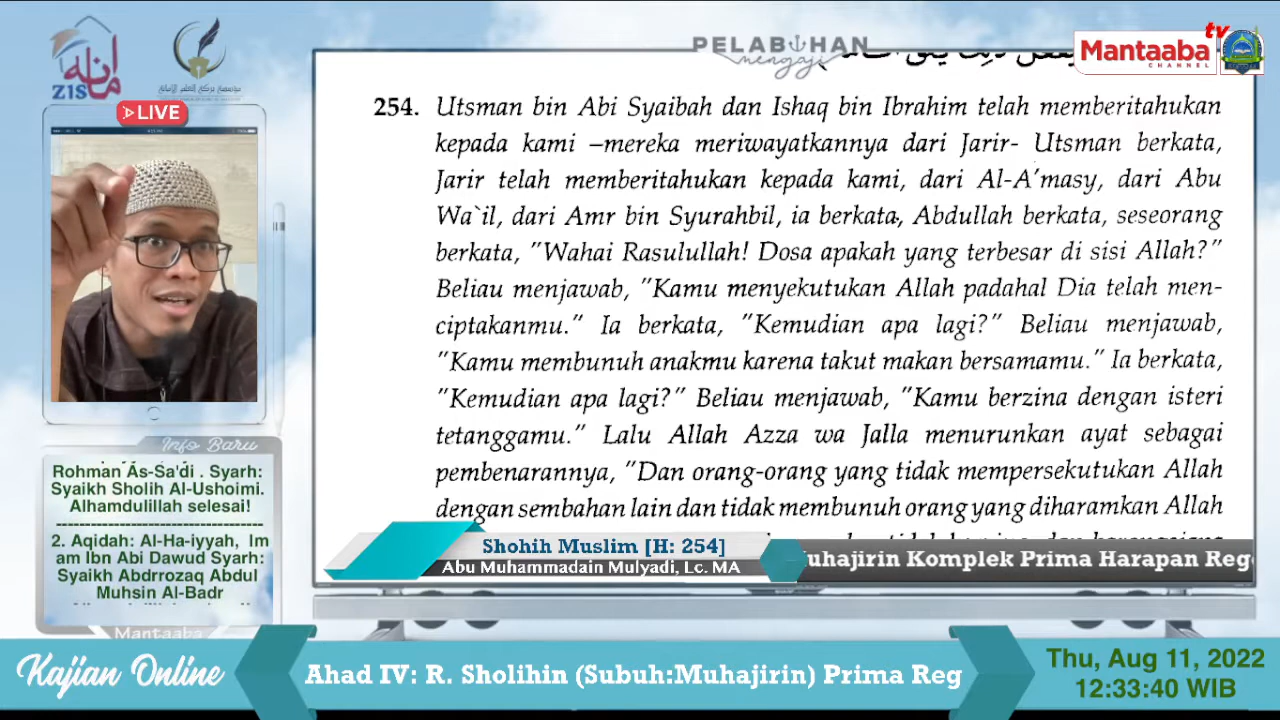 PELABUHAN
mengaji
tv
Mantaaba
CHANNEL
مانه
ZIS
LIVE
254. Utsman bin Abi Syaibah dan Ishaq bin Ibrahim telah memberitahukan
kepada kami –mereka meriwayatkannya dari Jarir- Utsman berkata,
Jarir telah memberitahukan kepada kami, dari Al-A'masy, dari Abu
Wa`il, dari Amr bin Syurahbil, ia berkata, Abdullah berkata, seseorang
berkata, "Wahai Rasulullah! Dosa apakah yang terbesar di sisi Allah?"
Beliau menjawab, "Kamu menyekutukan Allah padahal Dia telah men-
ciptakanmu." Ia berkata, "Kemudian apa lagi?" Beliau menjawab,
"Kamu membunuh anakmu karena takut makan bersamamu." Ia berkata,
"Kemudian apa lagi?" Beliau menjawab, "Kamu berzina dengan isteri
tetanggamu." Lalu Allah Azza wa Jalla menurunkan ayat sebagai
pembenarannya, "Dan orang-orang yang tidak mempersekutukan Allah
dengan sembahan lain dan tidak membunuh orang yang diharamkan Allah
Info Baru
Rohman As-Sa'di . Syarh:
Syaikh Sholih Al-Ushoimi.
Alhamdulillah selesai!
2. Aqidah: Al-Ha-iyyah, Im
am Ibn Abi Dawud Syarh:
Syaikh Abdrrozaq Abdul
Muhsin Al-Badr
Mantaaba
Shohih Muslim [H: 254]
Abu Muhammadain Mulyadi, Lc. MA
uhajirin Komplek Prima Harapan Reg
Kajian Online
Ahad IV: R. Sholihin (Subuh:Muhajirin) Prima Reg
Thu, Aug 11, 2022
12:33:40 WIB